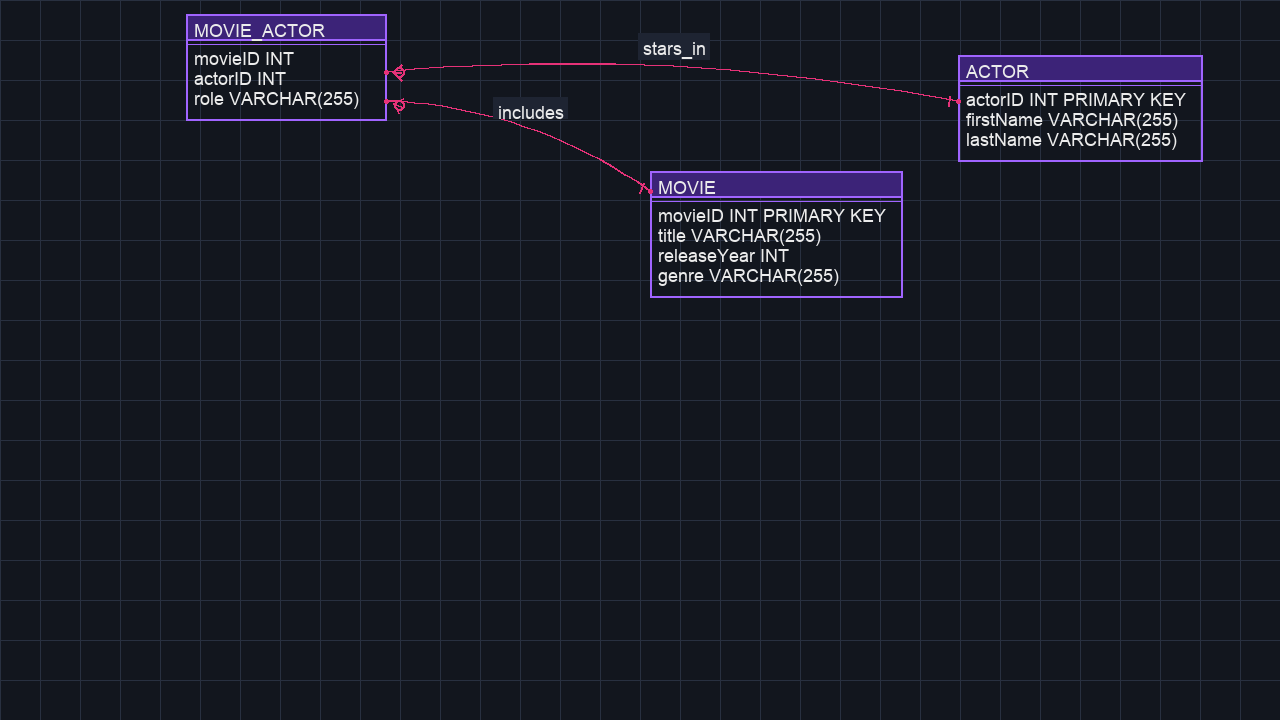 MOVIE_ACTOR
movieID INT
actorID INT
role VARCHAR(255)
stars_in
includes
ACTOR
actorID INT PRIMARY KEY
firstName VARCHAR(255)
lastName VARCHAR(255)
MOVIE
movieID INT PRIMARY KEY
title VARCHAR(255)
releaseYear INT
genre VARCHAR(255)